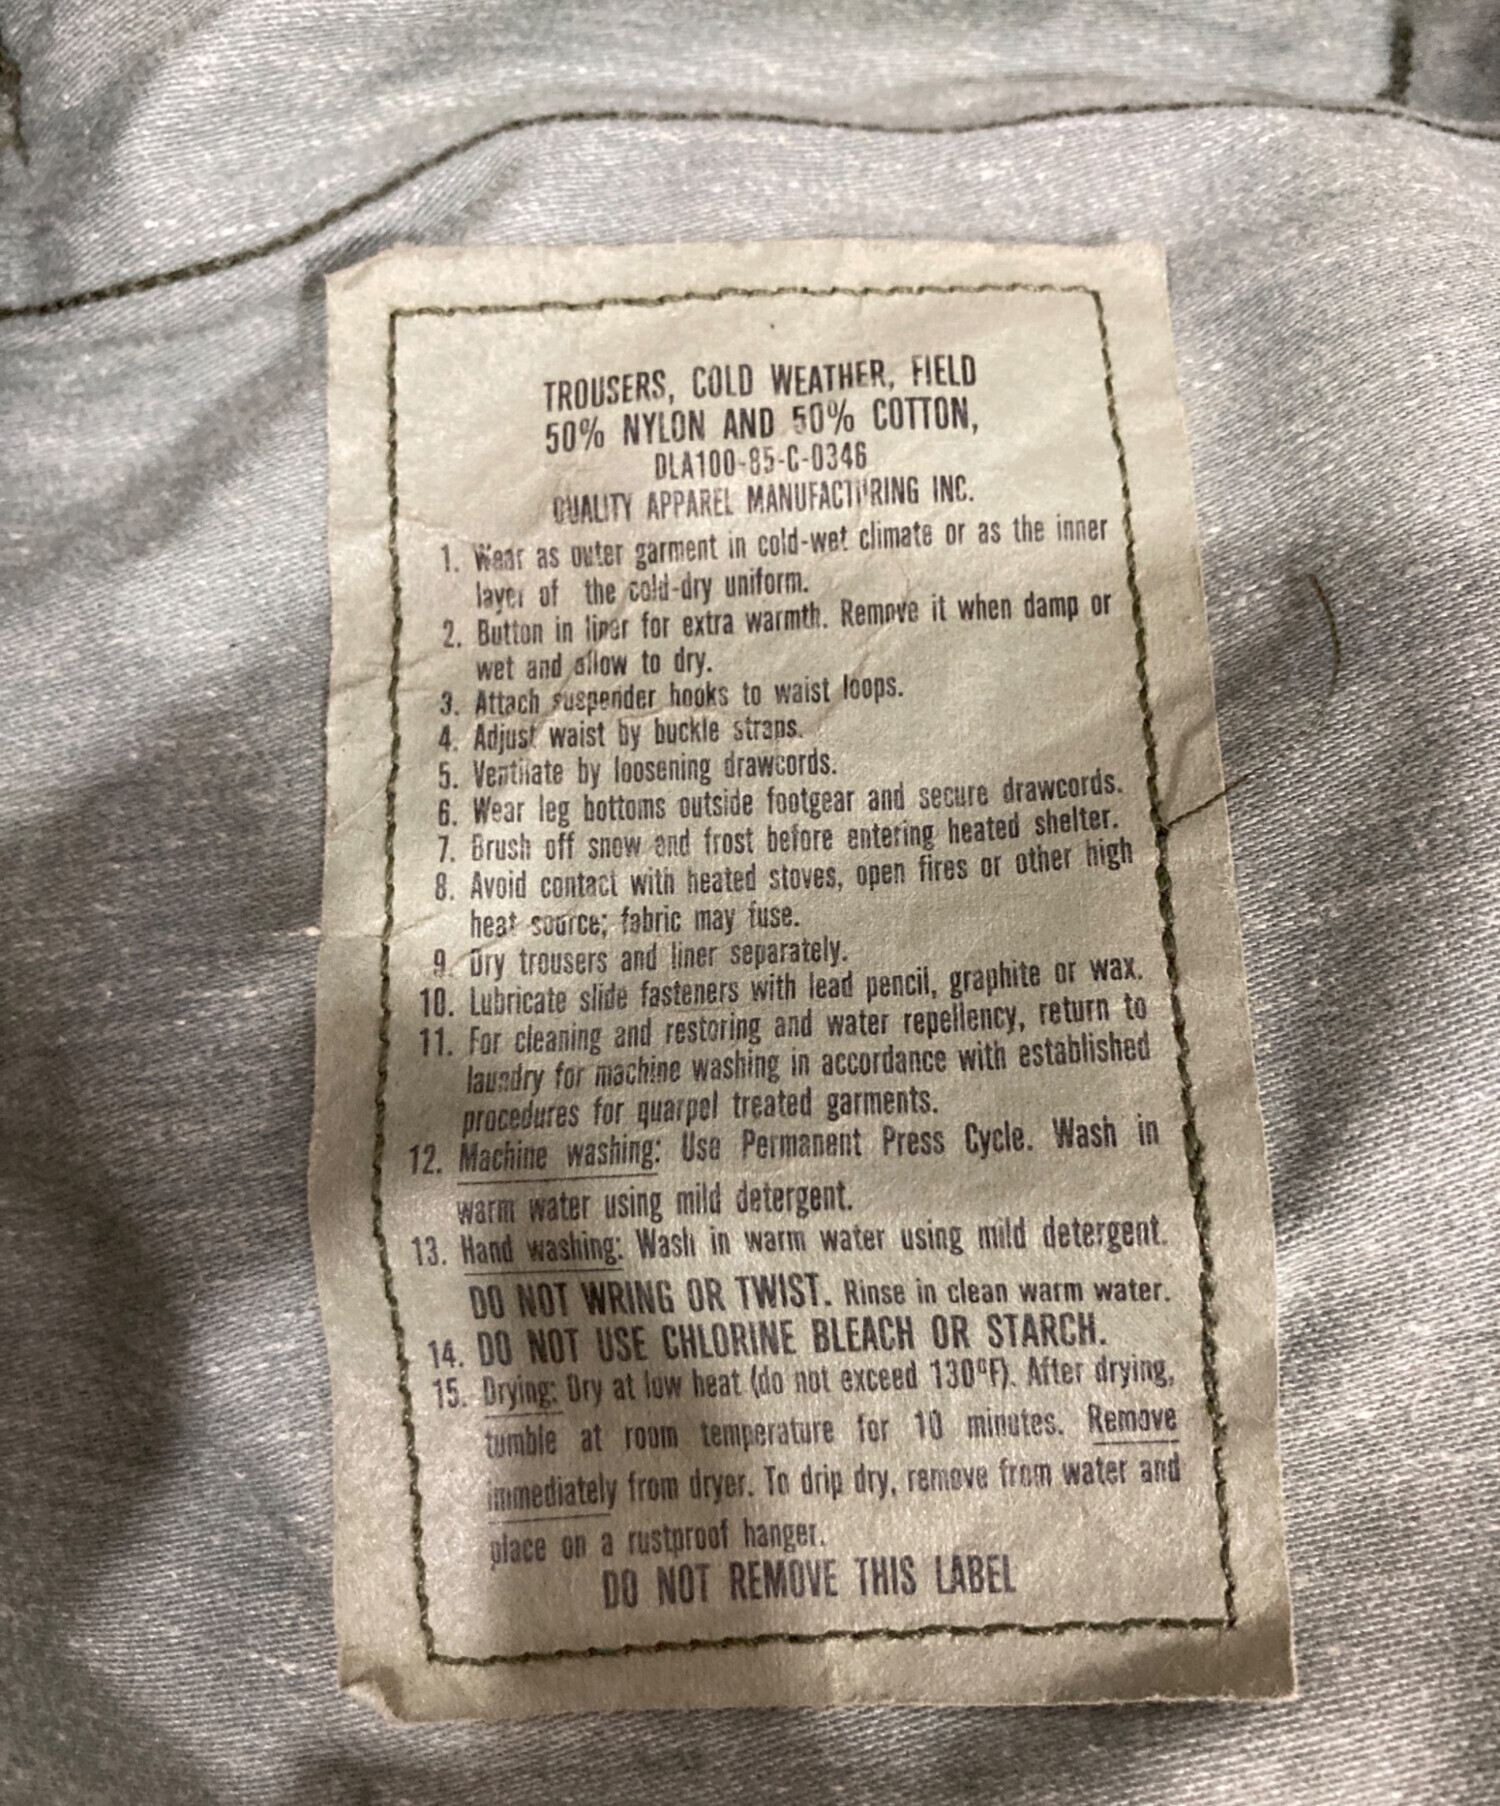 TROUSERS, COLD WEATHER, FIELD
50% NYLON AND 50% COTTON,
DLA100-85-C-0346
QUALITY APPAREL MANUFACTURING INC.
1. Wear as outer garment in cold-wet climate or as the inner
layer of the cold-dry uniform.
2. Button in liner for extra warmth. Remove it when damp or
wet and allow to dry.
3. Attach suspender hooks to waist loops.
4. Adjust waist by buckle straps.
5. Ventilate by loosening drawcords.
6. Wear leg bottoms outside footgear and secure drawcords.
7. Brush off snow and frost before entering heated shelter.
8. Avoid contact with heated stoves, open fires or other high
heat source; fabric may fuse.
9. Dry trousers and liner separately.
10. Lubricate slide fasteners with lead pencil, graphite or wax.
11. For cleaning and restoring and water repellency, return to
laundry for machine washing in accordance with established
procedures for quarpel treated garments.
12. Machine washing: Use Permanent Press Cycle. Wash in
warm water using mild detergent.
13. Hand washing: Wash in warm water using mild detergent.
DO NOT WRING OR TWIST. Rinse in clean warm water.
14. DO NOT USE CHLORINE BLEACH OR STARCH.
15. Drying: Dry at low heat (do not exceed 130°F). After drying,
tumble at room temperature for 10 minutes. Remove
immediately from dryer. To drip dry, remove from water and
place on a rustproof hanger.
DO NOT REMOVE THIS LABEL